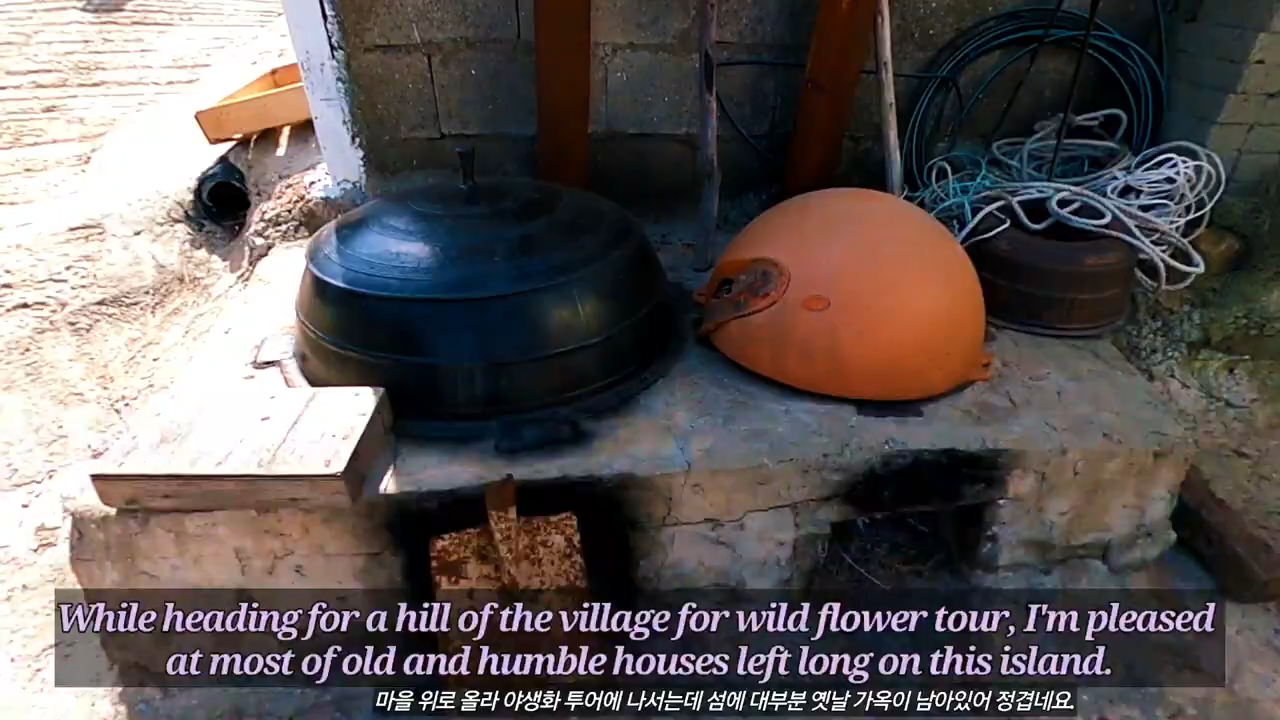 While heading for a hill of the village for wild flower tour, I'm pleased
at most of old and humble houses left long on this island.
마을 위로 올라 야생화 투어에 나서는데 섬에 대부분 옛날 가옥이 남아있어 정겹네요.